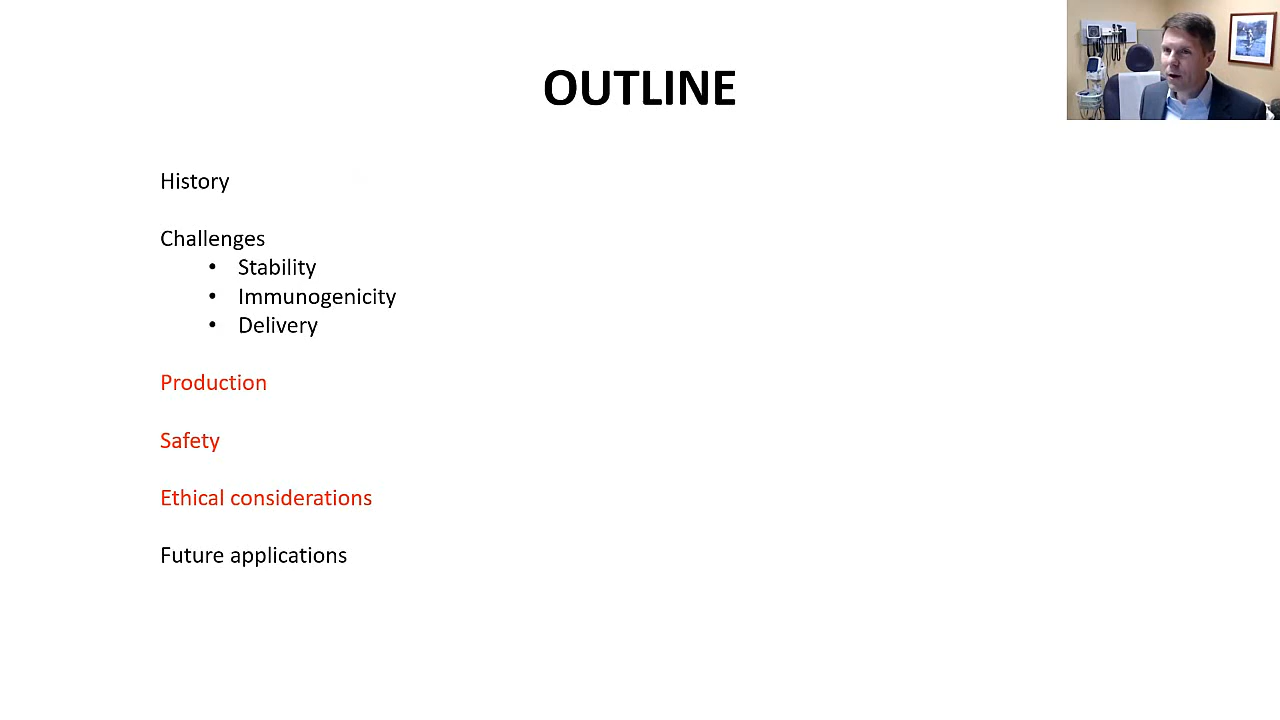 OUTLINE
History
Challenges
• Stability
• Immunogenicity
• Delivery
Production
Safety
Ethical considerations
Future applications